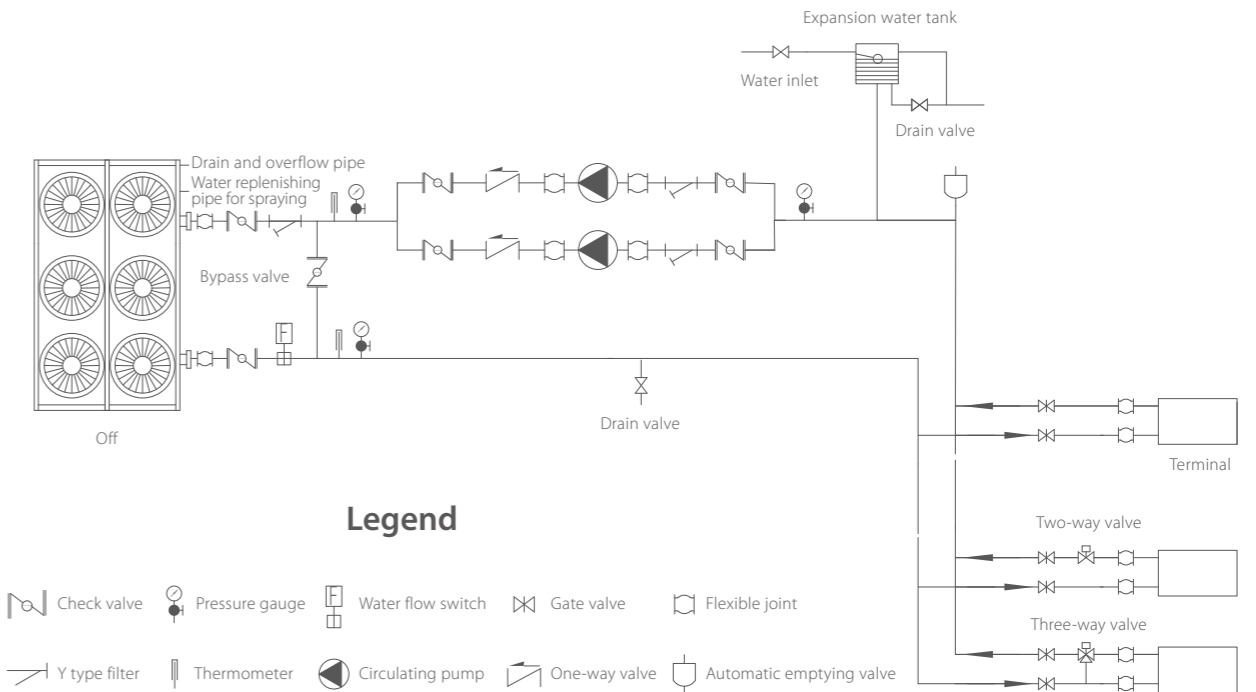 Expansion water tank
Water inlet
Drain valve
Drain and overflow pipe
Water replenishing
pipe for spraying
Bypass valve
F
Drain valve
Off
Terminal
Legend
Two-way valve
Check valve
Pressure gauge
F
Water flow switch
Gate valve
Flexible joint
Three-way valve
Y type filter
Thermometer
Circulating pump
One-way valve
Automatic emptying valve